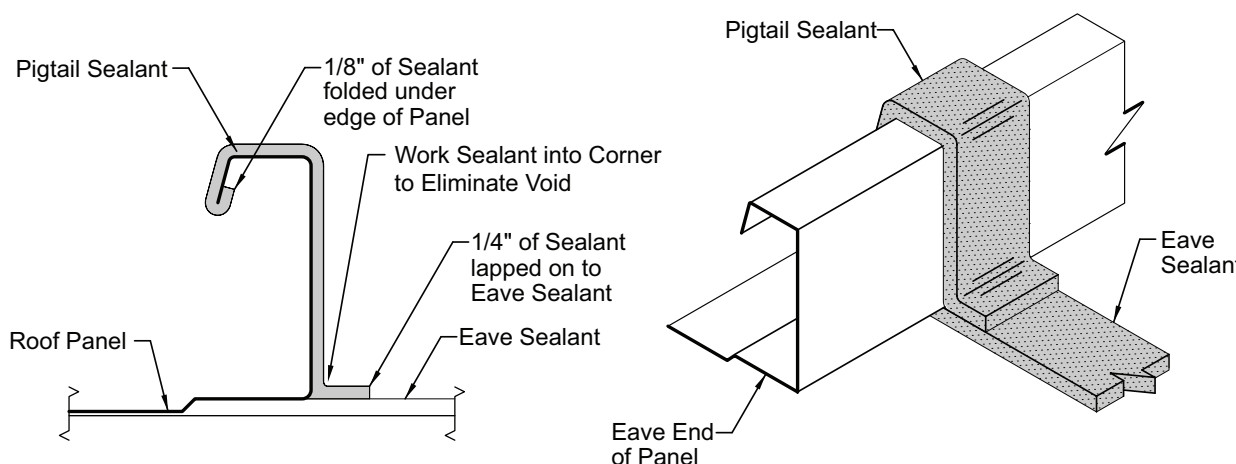 Pigtail Sealant
1/8" of Sealant
folded under
edge of Panel
Work Sealant into Corner
to Eliminate Void
1/4" of Sealant
lapped on to
Eave Sealant
Roof Panel
Eave Sealant
Pigtail Sealant
Eave
Sealant
Eave End
of Panel